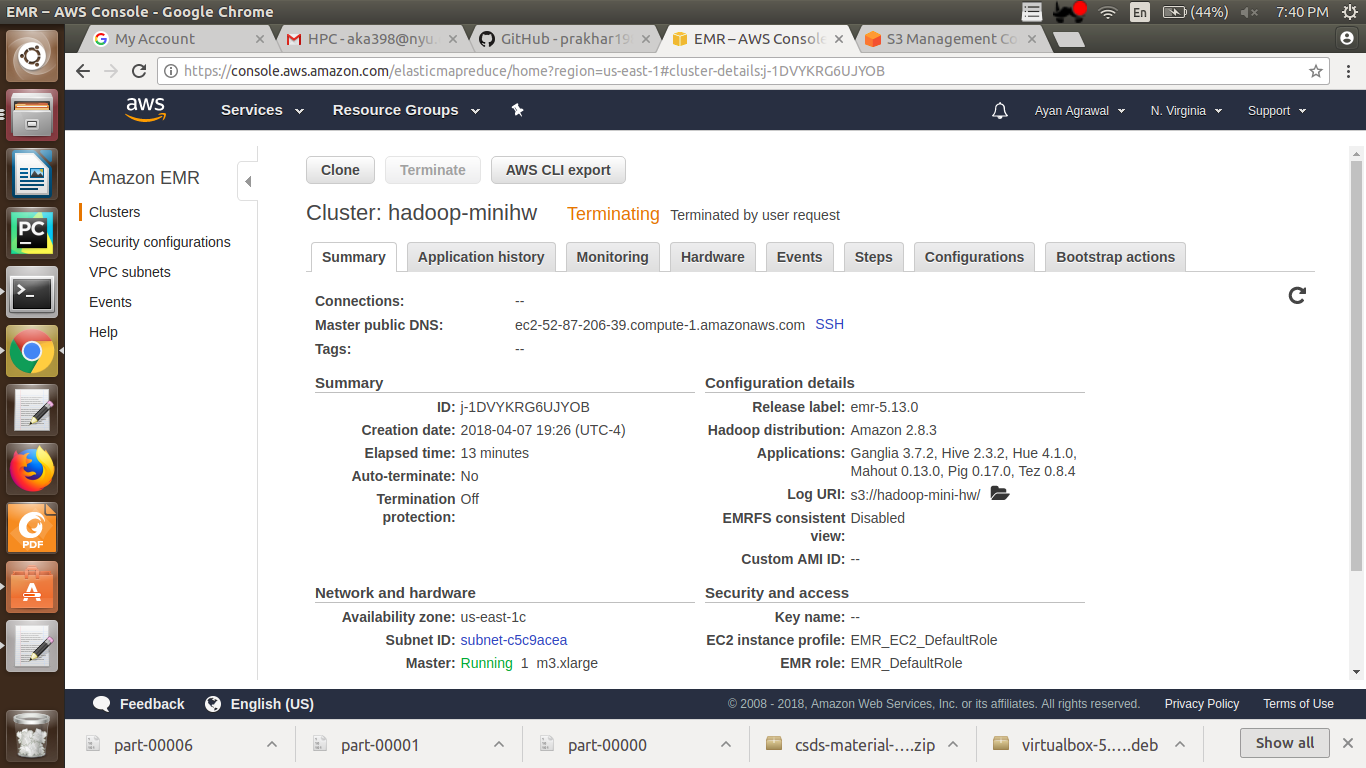 EMR – AWS Console - Google Chrome
En
(44%)
7:40 PM
My Account
HPC - aka398@nyu.
GitHub - prakhar19
EMR – AWS Console
S3 Management Co
https://console.aws.amazon.com/elasticmapreduce/home?region=us-east-1#cluster-details:j-1DVYKRG6UJYOB
aws
Services
Resource Groups
Ayan Agrawal
N. Virginia
Support
Amazon EMR
Clusters
Security configurations
VPC subnets
Events
Help
Clone
Terminate
AWS CLI export
Cluster: hadoop-minihw
Terminating
Terminated by user request
Summary
Application history
Monitoring
Hardware
Events
Steps
Configurations
Bootstrap actions
Connections: --
Master public DNS: ec2-52-87-206-39.compute-1.amazonaws.com SSH
Tags: --
Summary
ID: j-1DVYKRG6UJYOB
Creation date: 2018-04-07 19:26 (UTC-4)
Elapsed time: 13 minutes
Auto-terminate: No
Termination Off
protection:
Configuration details
Release label: emr-5.13.0
Hadoop distribution: Amazon 2.8.3
Applications: Ganglia 3.7.2, Hive 2.3.2, Hue 4.1.0,
Mahout 0.13.0, Pig 0.17.0, Tez 0.8.4
Log URI: s3://hadoop-mini-hw/
EMRFS consistent Disabled
view:
Custom AMI ID: --
Network and hardware
Availability zone: us-east-1c
Subnet ID: subnet-c5c9acea
Master: Running 1 m3.xlarge
Security and access
Key name: --
EC2 instance profile: EMR_EC2_DefaultRole
EMR role: EMR_DefaultRole
Feedback
English (US)
© 2008 - 2018, Amazon Web Services, Inc. or its affiliates. All rights reserved.
Privacy Policy
Terms of Use
part-00006
part-00001
part-00000
csds-material-....zip
virtualbox-5.....deb
Show all
PC
PDF